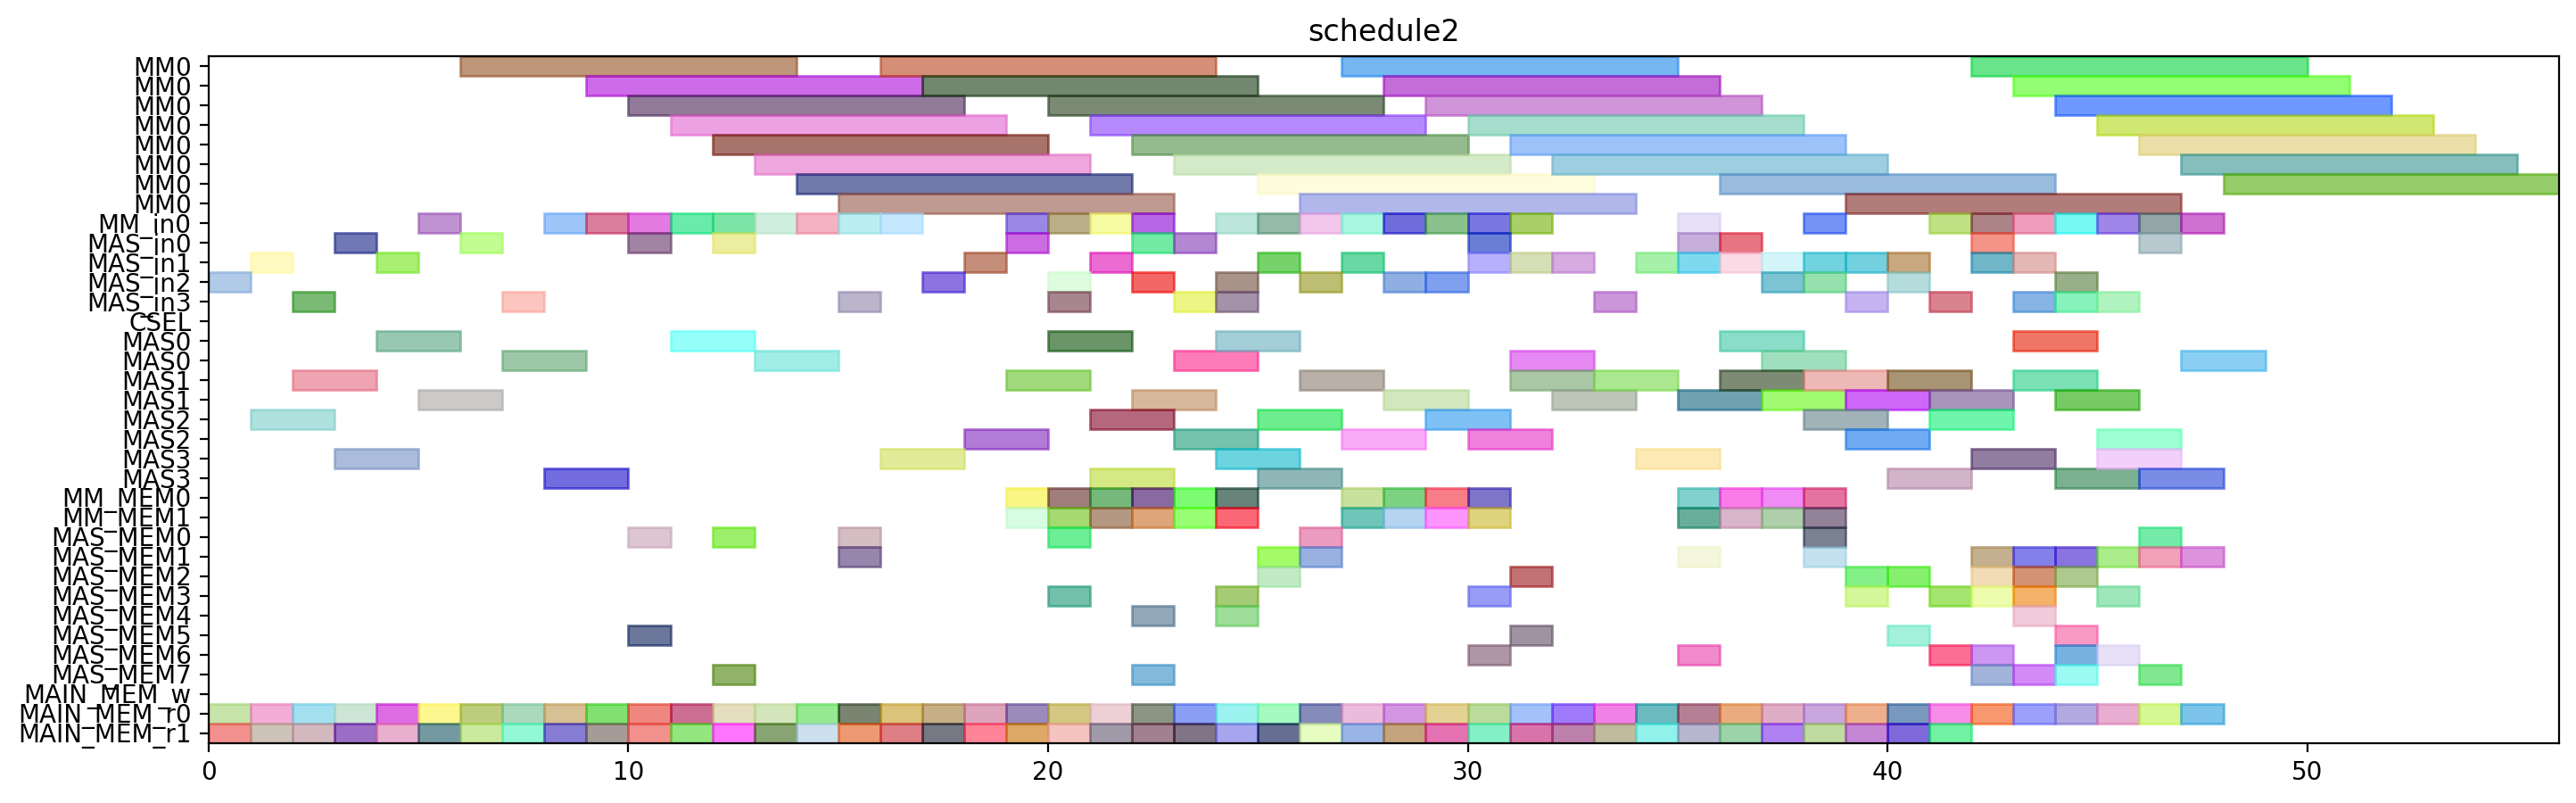 schedule2
MM0
MM0
MM0
MM0
MM0
MM0
MM0
MM0
MM_in0
MAS_in0
MAS_in1
MAS_in2
MAS_in3
CSEL
MAS0
MAS0
MAS1
MAS1
MAS2
MAS2
MAS3
MAS3
MM_MEM0
MM_MEM1
MAS_MEM0
MAS_MEM1
MAS_MEM2
MAS_MEM3
MAS_MEM4
MAS_MEM5
MAS_MEM6
MAS_MEM7
MAIN_MEM_w
MAIN_MEM_r0
MAIN_MEM_r1
0 10 20 30 40 50